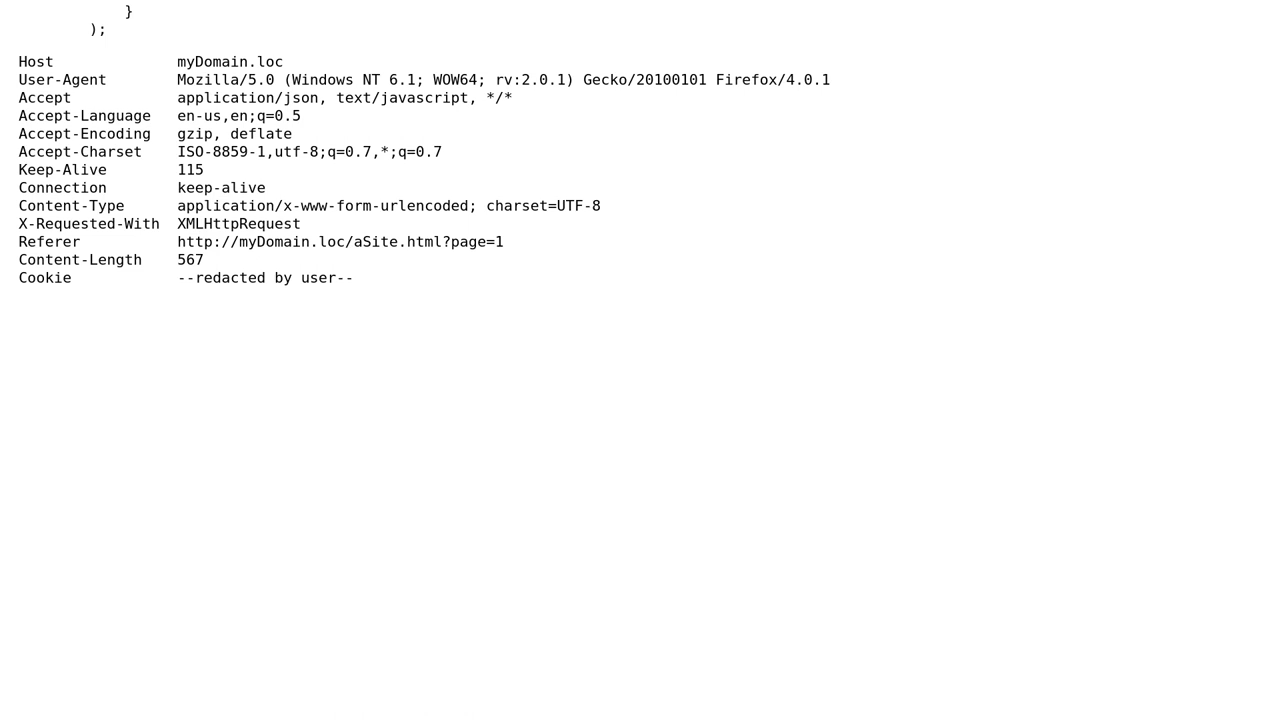 }
);
Host              myDomain.loc
User-Agent        Mozilla/5.0 (Windows NT 6.1; WOW64; rv:2.0.1) Gecko/20100101 Firefox/4.0.1
Accept            application/json, text/javascript, */*
Accept-Language   en-us,en;q=0.5
Accept-Encoding   gzip, deflate
Accept-Charset    ISO-8859-1,utf-8;q=0.7,*;q=0.7
Keep-Alive        115
Connection        keep-alive
Content-Type      application/x-www-form-urlencoded; charset=UTF-8
X-Requested-With  XMLHttpRequest
Referer           http://myDomain.loc/aSite.html?page=1
Content-Length    567
Cookie            --redacted by user--